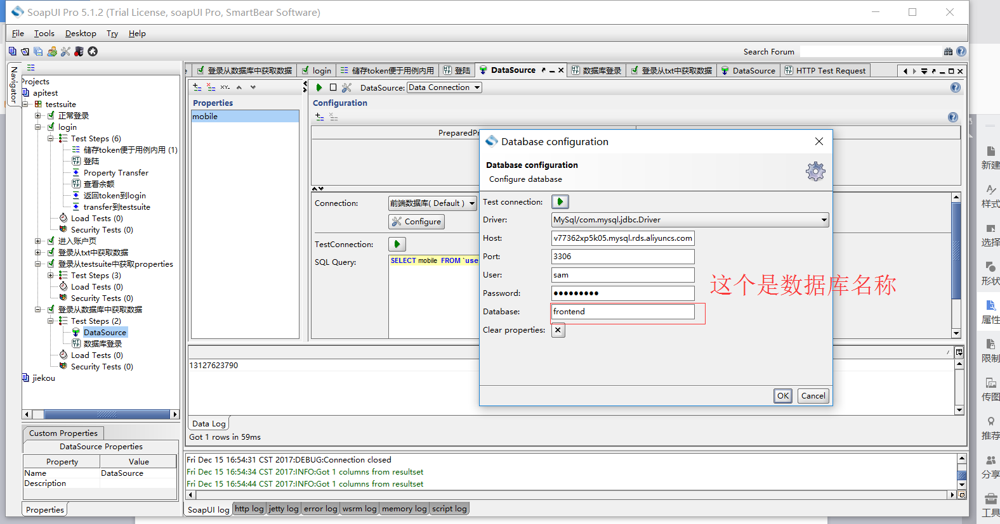 SoapUI Pro 5.1.2 (Trial License, soapUI Pro, SmartBear Software)
File Tools Desktop Try Help
Search Forum
Navigator
Projects
apitest
testsuite
正常登录
login
Test Steps (6)
储存token便于用例内用 (1)
登陆
Property Transfer
查看余额
返回token到login
transfer到testsuite
Load Tests (0)
Security Tests (0)
进入账户页
登录从txt中获取数据
登录从testsuite中获取properties
Test Steps (3)
Load Tests (0)
Security Tests (0)
登录从数据库中获取数据
Test Steps (2)
DataSource
数据库登录
Load Tests (0)
Security Tests (0)
jiekou
Custom Properties
DataSource Properties
Property Value
Name DataSource
Description
Properties
登录从数据库中获取数据 login 储存token便于用例内用 登陆 DataSource 数据库登录 登录从txt中获取数据 DataSource HTTP Test Request
DataSource: Data Connection
Properties
mobile
Configuration
PreparedPr
Connection: 前端数据库( Default )
Configure
TestConnection:
SQL Query: SELECT mobile FROM `use
Database configuration
Database configuration
Configure database
Test connection:
Driver: MySql/com.mysql.jdbc.Driver
Host: v77362xp5k05.mysql.rds.aliyuncs.com
Port: 3306
User: sam
Password: ●●●●●●●●●
Database: frontend
Clear properties:
OK Cancel
这个是数据库名称
13127623790
Data Log
Got 1 rows in 59ms
Fri Dec 15 16:54:31 CST 2017:DEBUG:Connection closed
Fri Dec 15 16:54:34 CST 2017:INFO:Got 1 columns from resultset
Fri Dec 15 16:54:44 CST 2017:INFO:Got 1 columns from resultset
SoapUI log http log jetty log error log wsrm log memory log script log
新建
样式
选择
形状
属性
限制
传图
推荐
分享
工具